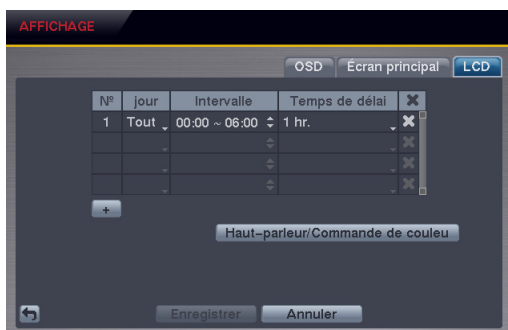 AFFICHAGE
OSD Écran principal LCD
Nº jour Intervalle Temps de délai
1 Tout 00:00 ~ 06:00 1 hr.
+
Haut-parleur/Commande de couleu
Enregistrer Annuler